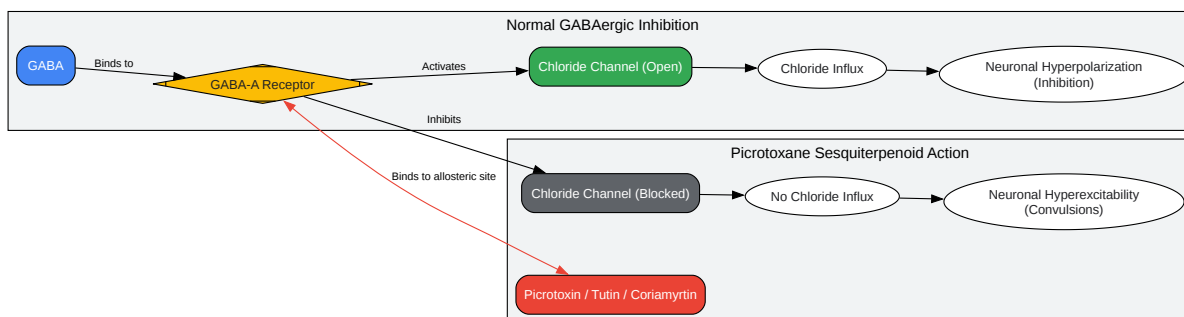 Normal GABAergic Inhibition
GABA
Binds to
GABA-A Receptor
Activates
Chloride Channel (Open)
Chloride Influx
Neuronal Hyperpolarization
(Inhibition)
Inhibits
Picrotoxane Sesquiterpenoid Action
Binds to allosteric site
Chloride Channel (Blocked)
No Chloride Influx
Neuronal Hyperexcitability
(Convulsions)
Picrotoxin / Tutin / Coriamyrtin